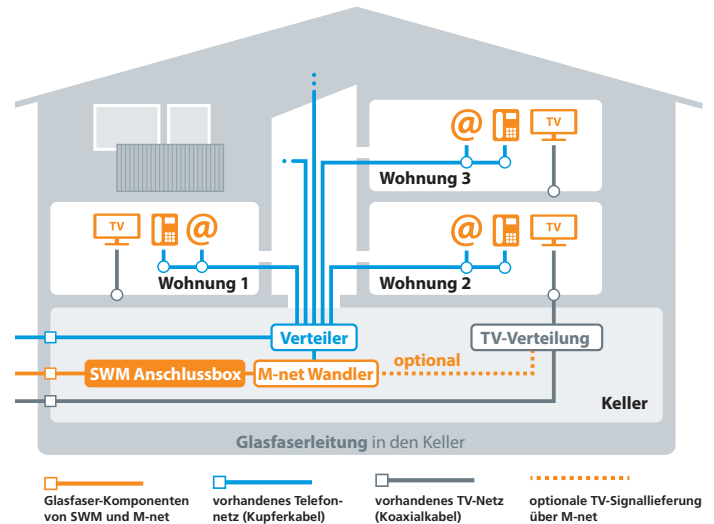 @ TV
Wohnung 3
TV @
@ TV
Wohnung 1
Wohnung 2
Verteiler
TV-Verteilung
optional
SWM Anschlussbox
M-net Wandler
Keller
Glasfaserleitung in den Keller
Glasfaser-Komponenten
von SWM und M-net
vorhandenes Telefon-
netz (Kupferkabel)
vorhandenes TV-Netz
(Koaxialkabel)
optionale TV-Signallieferung
über M-net